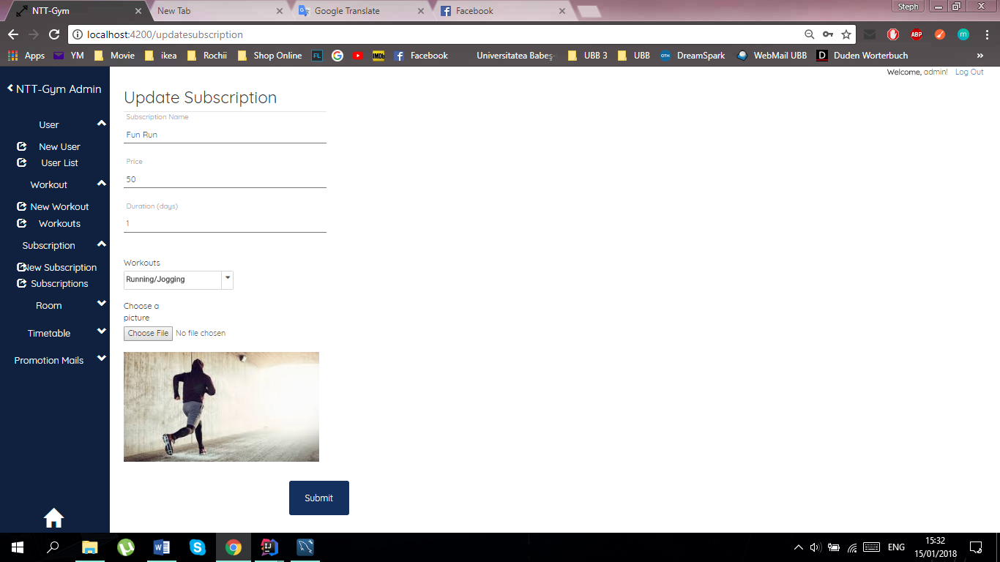 NTT-Gym
New Tab
Google Translate
Facebook
Steph
localhost:4200/updatesubscription
ABP
m
Apps YM Movie ikea Rochii Shop Online FL G IMDb Facebook Universitatea Babeș- UBB 3 UBB OTH DreamSpark WebMail UBB D Duden Worterbuch »
Welcome, admin! Log Out
NTT-Gym Admin
User
New User
User List
Workout
New Workout
Workouts
Subscription
New Subscription
Subscriptions
Room
Timetable
Promotion Mails
Update Subscription
Subscription Name
Fun Run
Price
50
Duration (days)
1
Workouts
Running/Jogging
Choose a
picture
Choose File No file chosen
Submit
ENG
15:32
15/01/2018